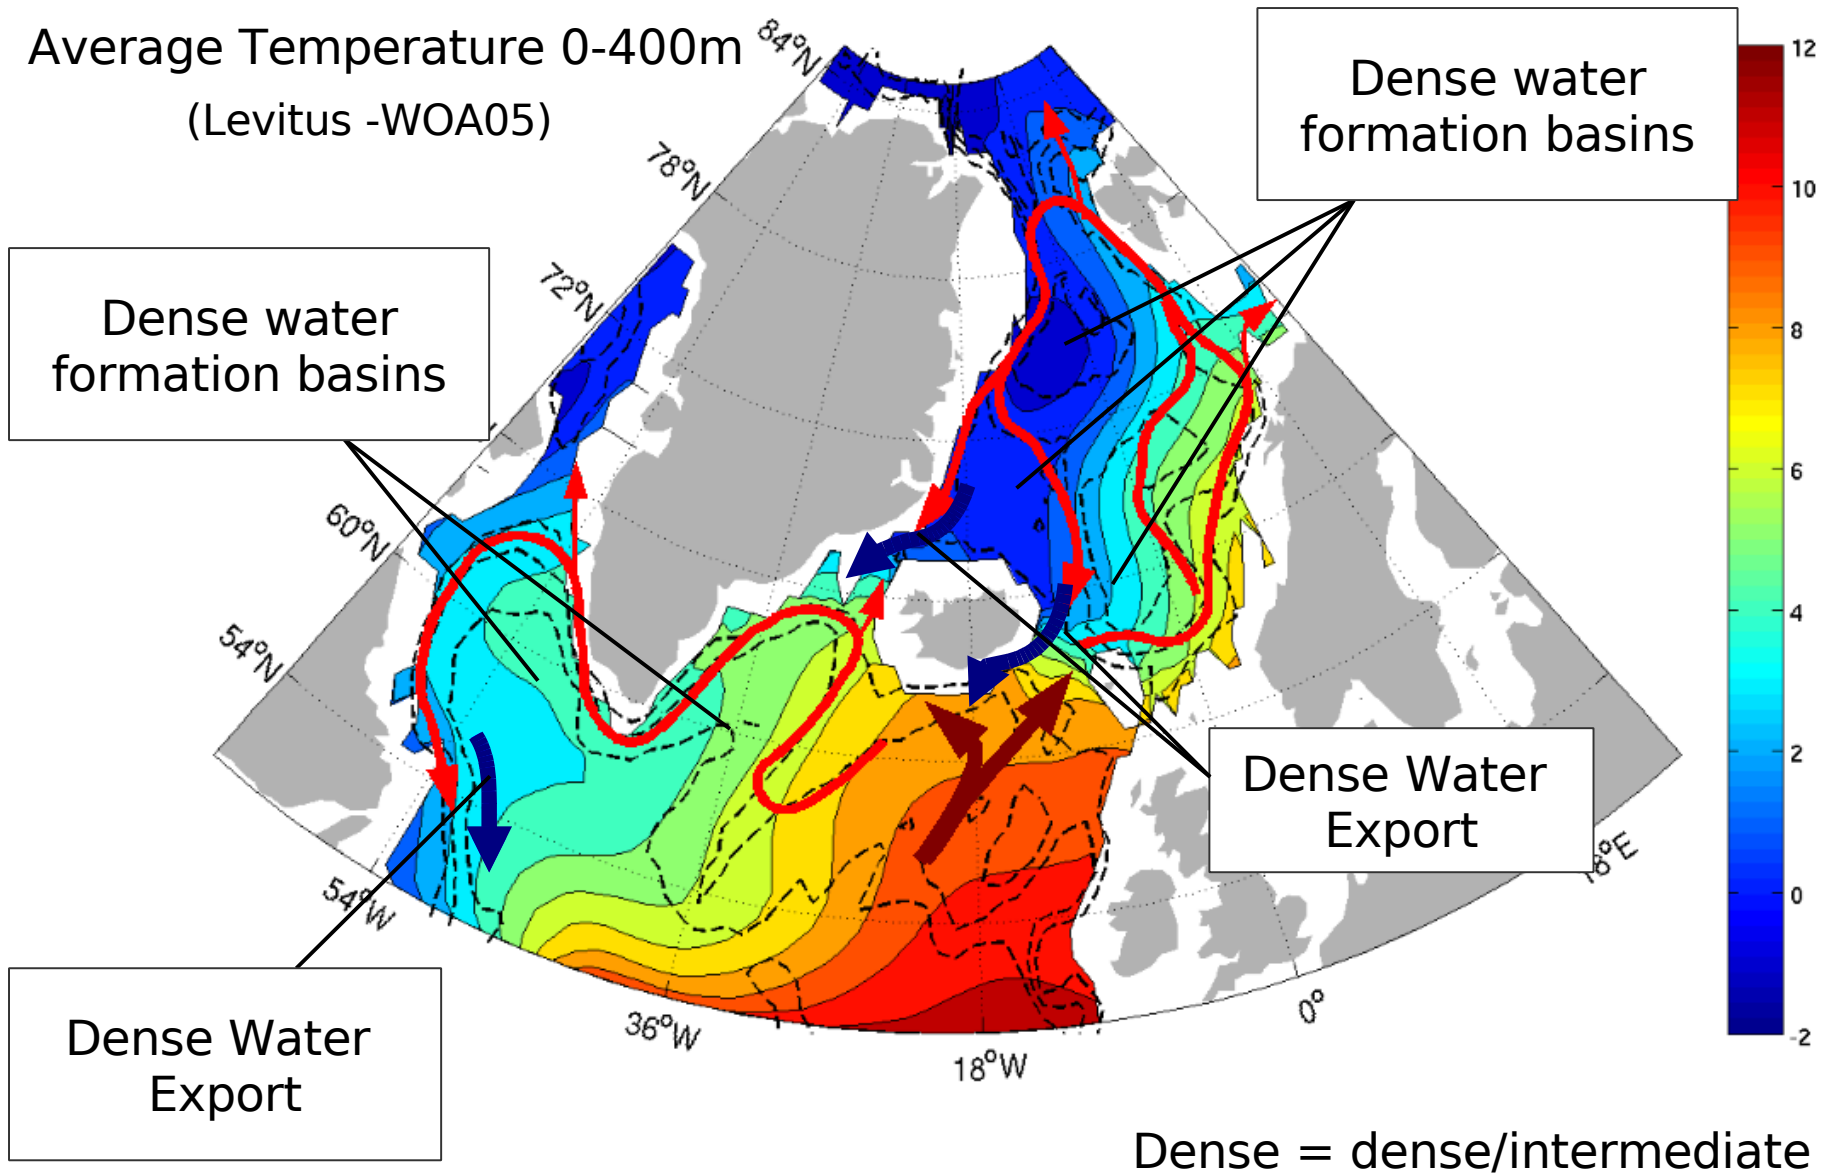 Average Temperature 0-400m
(Levitus -WOA05)
Dense water
formation basins
Dense water
formation basins
Dense Water
Export
Dense Water
Export
84°N
78°N
72°N
60°N
54°N
54°W
36°W
18°W
0°
18°E
12
10
8
6
4
2
0
-2
Dense = dense/intermediate